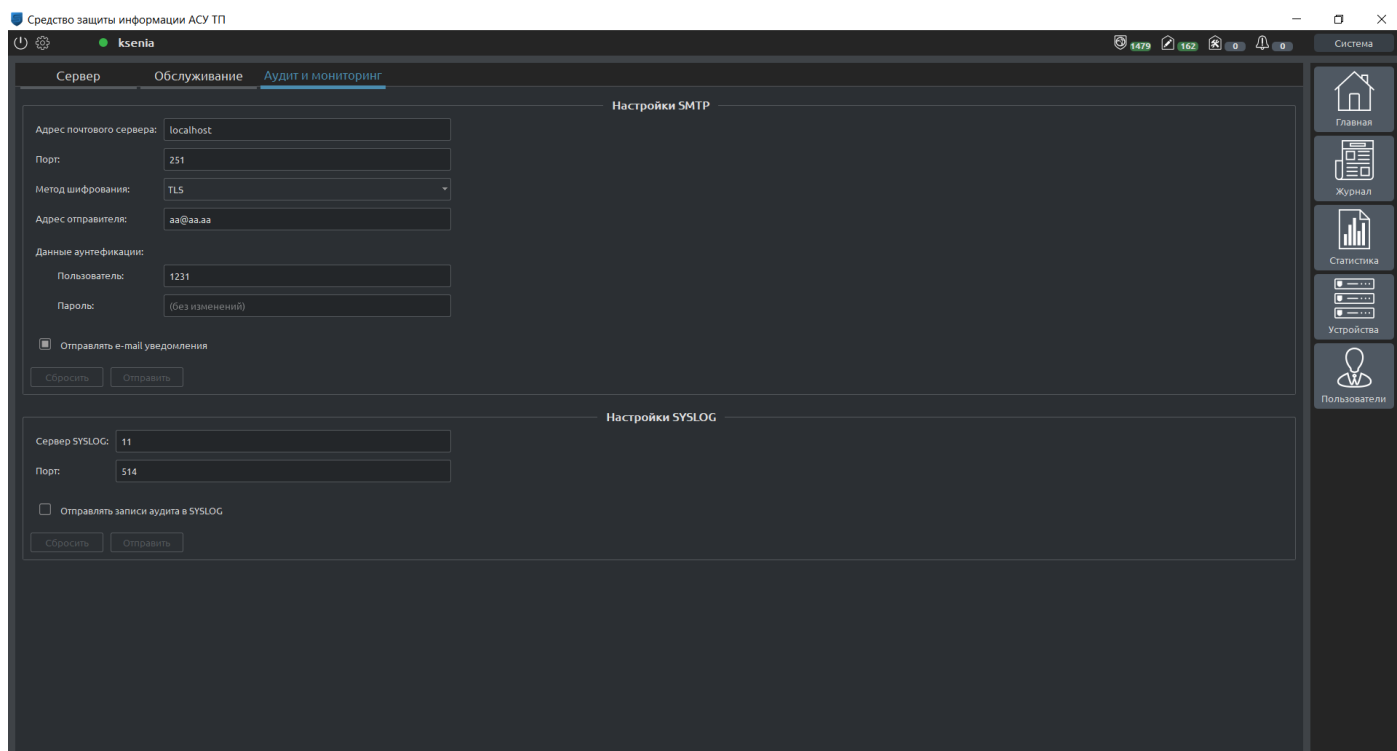 Средство защиты информации АСУ ТП
ksenia 1479 162 0 0 Система
Сервер Обслуживание Аудит и мониторинг
Настройки SMTP
Адрес почтового сервера: localhost
Порт: 251
Метод шифрования: TLS
Адрес отправителя: aa@aa.aa
Данные аунтефикации:
Пользователь: 1231
Пароль: (без изменений)
Отправлять e-mail уведомления
Сбросить Отправить
Настройки SYSLOG
Сервер SYSLOG: 11
Порт: 514
Отправлять записи аудита в SYSLOG
Сбросить Отправить
Главная
Журнал
Статистика
Устройства
Пользователи